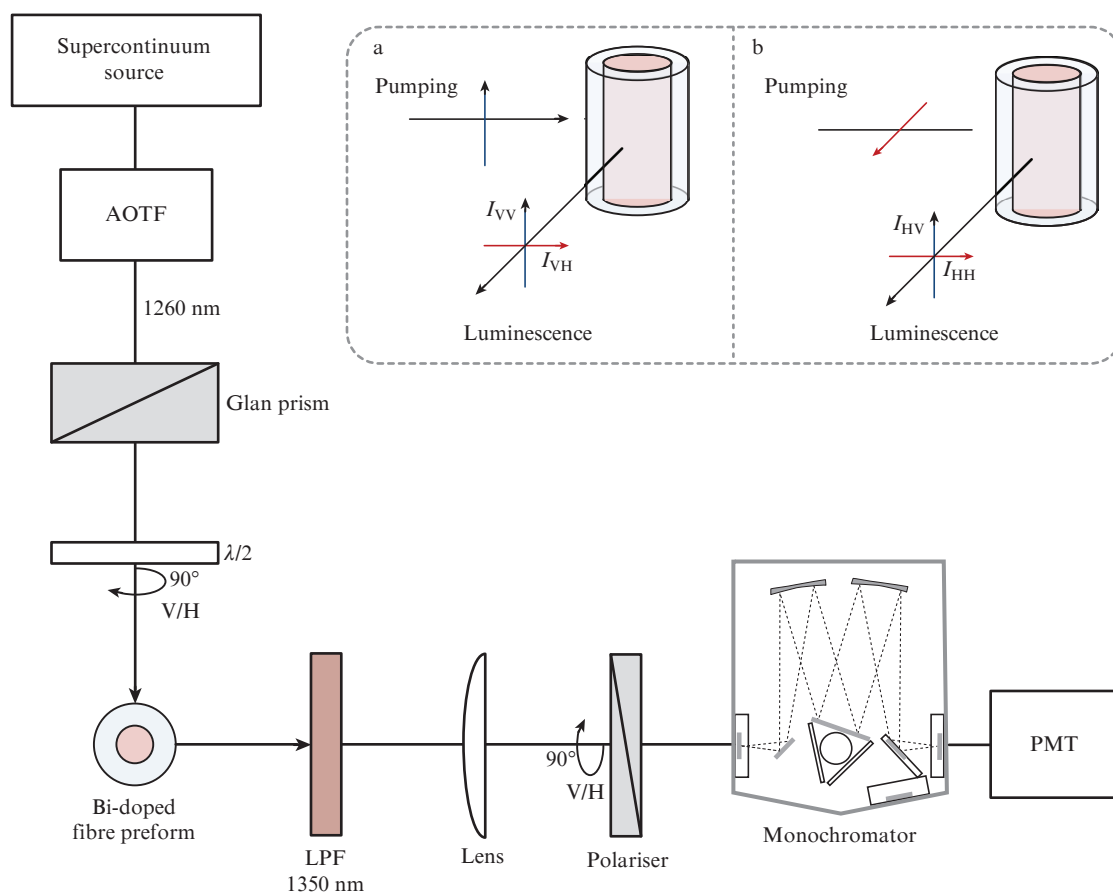 Supercontinuum
source
AOTF
1260 nm
Glan prism
λ/2
90°
V/H
Bi-doped
fibre preform
LPF
1350 nm
Lens
90°
V/H
Polariser
Monochromator
PMT
a
Pumping
I_VV
I_VH
Luminescence
b
Pumping
I_HV
I_HH
Luminescence